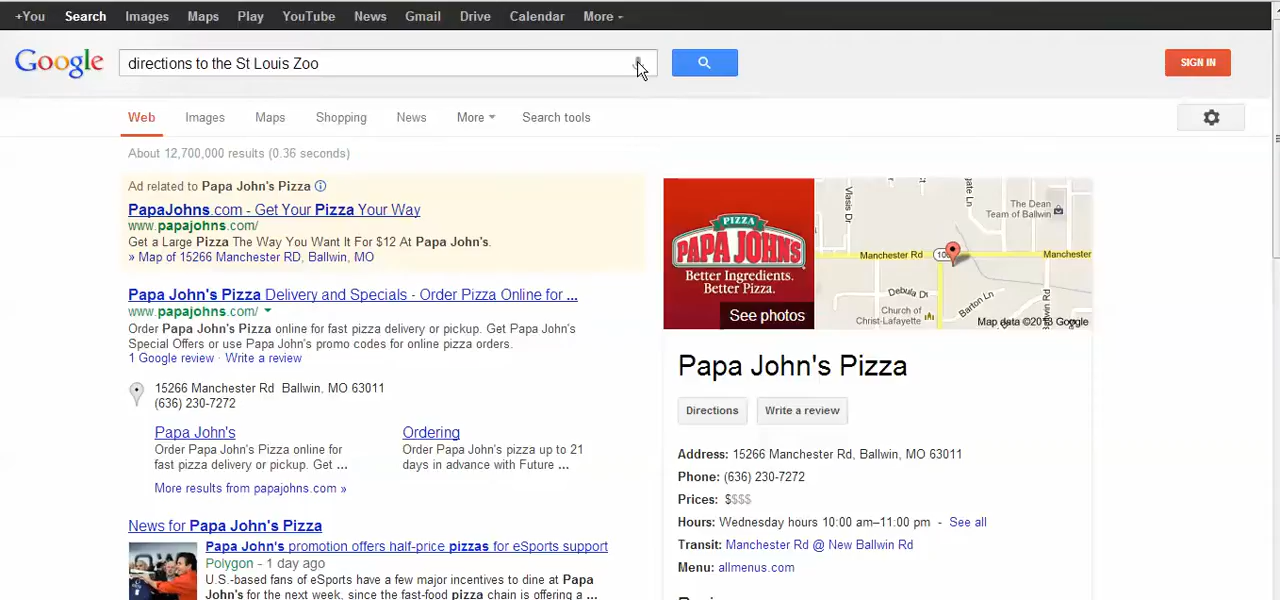 +You Search Images Maps Play YouTube News Gmail Drive Calendar More
Google
directions to the St Louis Zoo
SIGN IN
Web Images Maps Shopping News More Search tools
About 12,700,000 results (0.36 seconds)
Ad related to Papa John's Pizza
PapaJohns.com - Get Your Pizza Your Way
www.papajohns.com/
Get a Large Pizza The Way You Want It For $12 At Papa John's.
» Map of 15266 Manchester RD, Ballwin, MO
Papa John's Pizza Delivery and Specials - Order Pizza Online for ...
www.papajohns.com/
Order Papa John's Pizza online for fast pizza delivery or pickup. Get Papa John's
Special Offers or use Papa John's promo codes for online pizza orders.
1 Google review · Write a review
15266 Manchester Rd Ballwin, MO 63011
(636) 230-7272
Papa John's
Order Papa John's Pizza online for
fast pizza delivery or pickup. Get ...
Ordering
Order Papa John's pizza up to 21
days in advance with Future ...
More results from papajohns.com »
News for Papa John's Pizza
Papa John's promotion offers half-price pizzas for eSports support
Polygon - 1 day ago
U.S.-based fans of eSports have a few major incentives to dine at Papa
John's for the next week, since the fast-food pizza chain is offering a ...
PIZZA
PAPA JOHNS
Better Ingredients.
Better Pizza.
See photos
Vlasis Dr
gate Ln
The Dean
Team of Ballwin
Manchester Rd
100
Manchester
Debula Dr
Church of
Christ-Lafayette
Barton Ln
Map data ©2013 Google
Papa John's Pizza
Directions
Write a review
Address: 15266 Manchester Rd, Ballwin, MO 63011
Phone: (636) 230-7272
Prices: $$$$
Hours: Wednesday hours 10:00 am–11:00 pm - See all
Transit: Manchester Rd @ New Ballwin Rd
Menu: allmenus.com